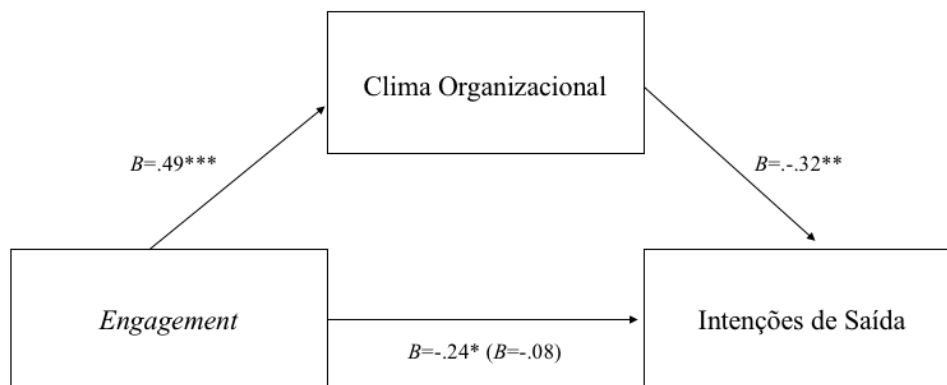 Clima Organizacional
B=.49***
B=.-.32**
Engagement
Intenções de Saída
B=-.24* (B=-.08)